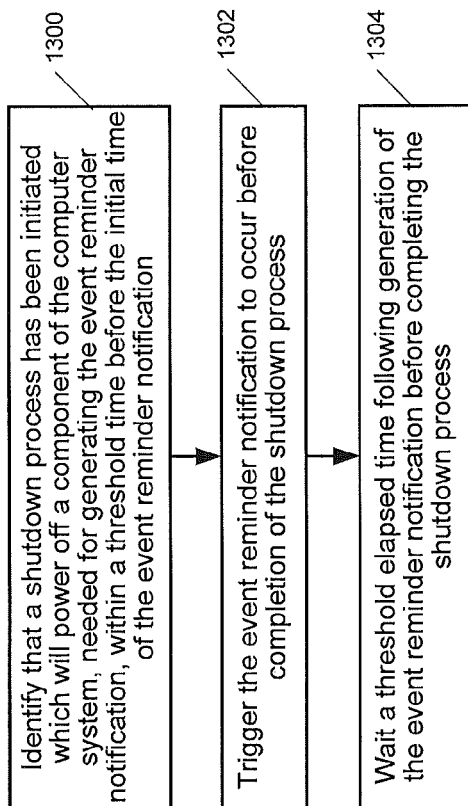 1300
Identify that a shutdown process has been initiated
which will power off a component of the computer
system, needed for generating the event reminder
notification, within a threshold time before the initial time
of the event reminder notification
1302
Trigger the event reminder notification to occur before
completion of the shutdown process
1304
Wait a threshold elapsed time following generation of
the event reminder notification before completing the
shutdown process